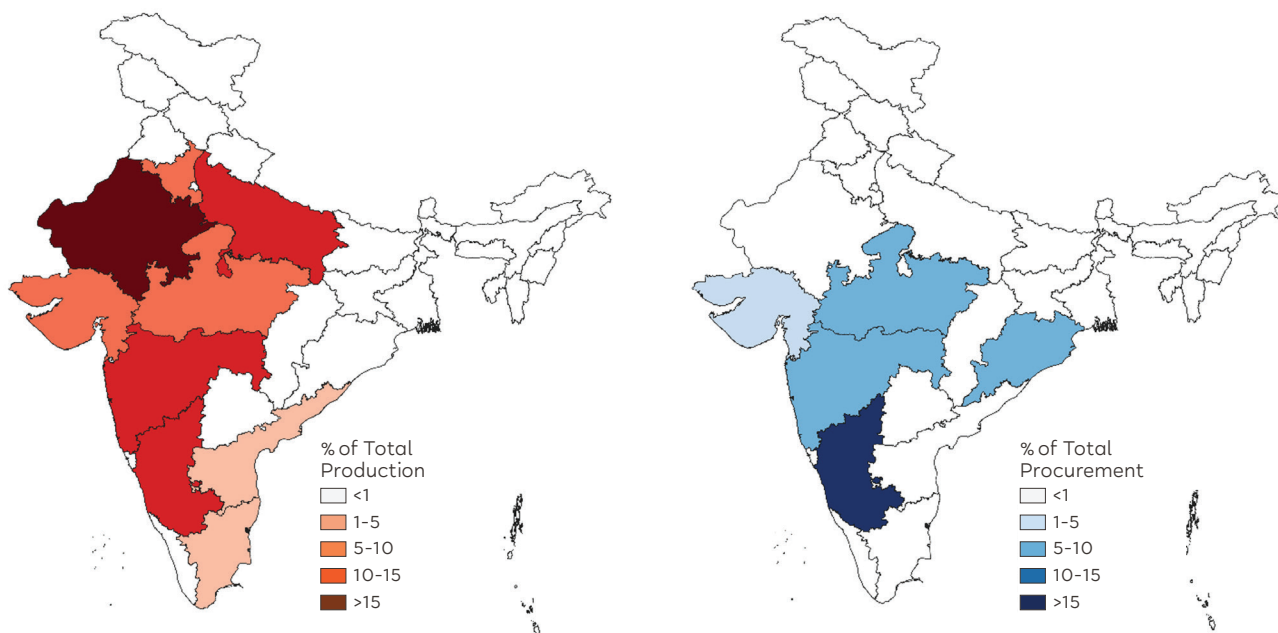 % of Total
Production
<1
1-5
5-10
10-15
>15
% of Total
Procurement
<1
1-5
5-10
10-15
>15